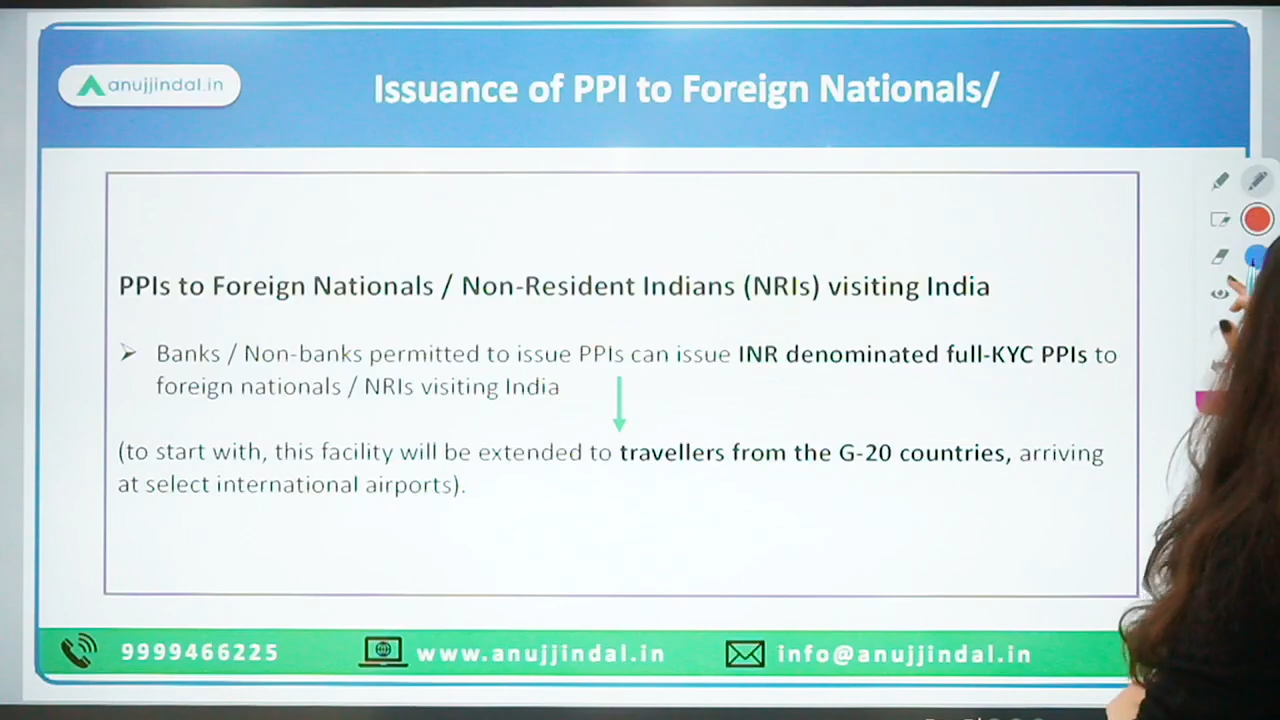 anujjindal.in
Issuance of PPI to Foreign Nationals/
PPIs to Foreign Nationals / Non-Resident Indians (NRIs) visiting India
Banks / Non-banks permitted to issue PPIs can issue INR denominated full-KYC PPIs to
foreign nationals / NRIs visiting India
(to start with, this facility will be extended to travellers from the G-20 countries, arriving
at select international airports).
9999466225
www.anujjindal.in
info@anujjindal.in